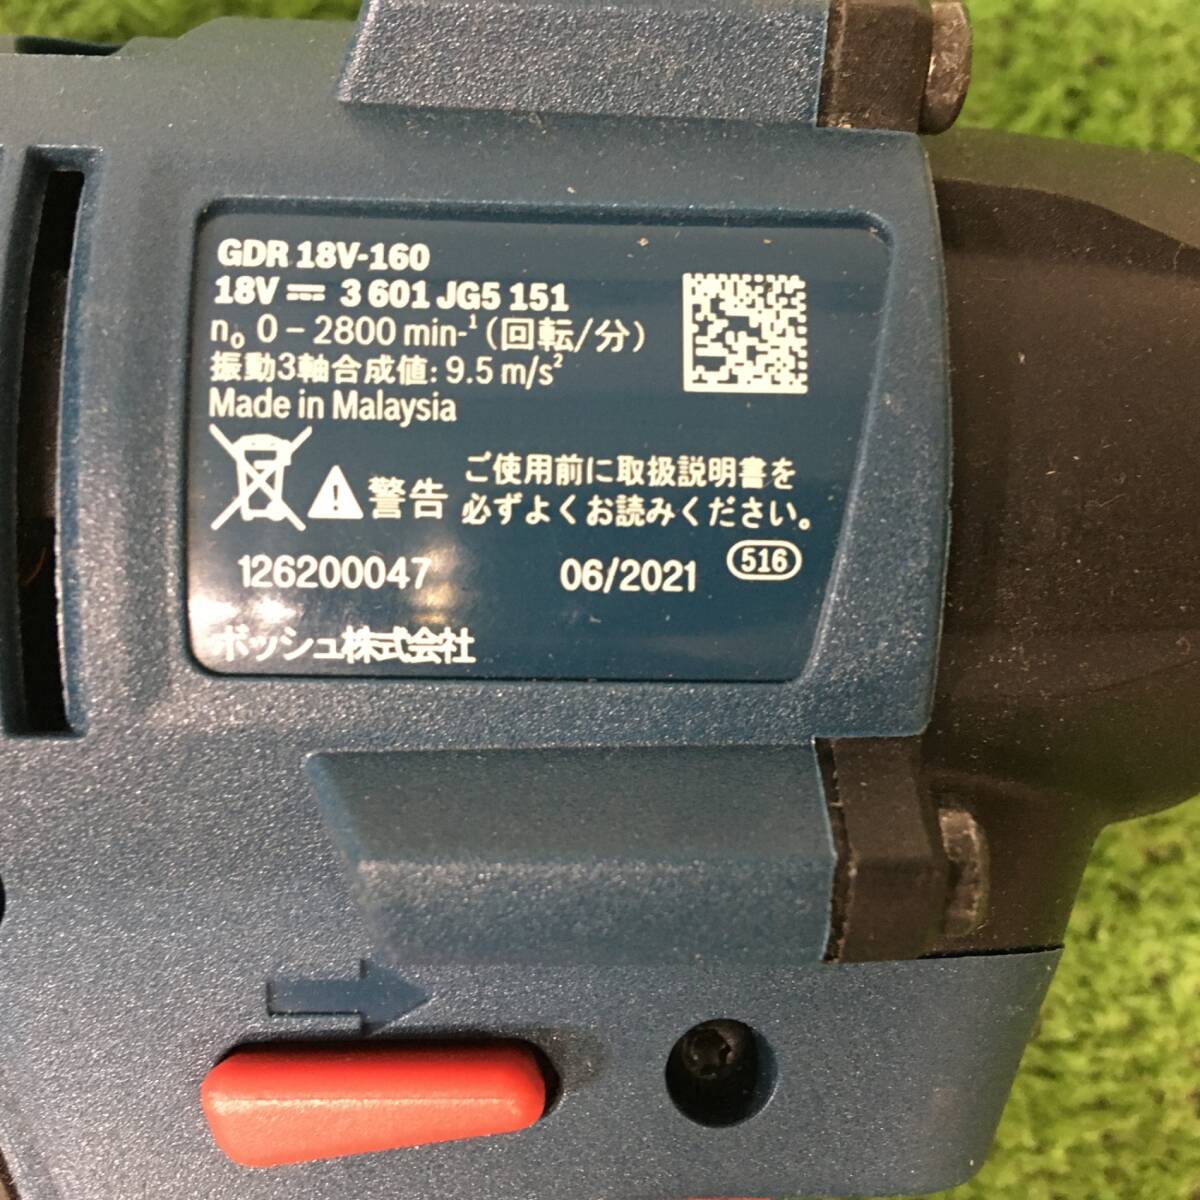 GDR 18V-160
18V ⎓ 3 601 JG5 151
n₀ 0 – 2800 min-¹ (回転/分)
振動3軸合成値: 9.5 m/s²
Made in Malaysia
警告
ご使用前に取扱説明書を
必ずよくお読みください。
126200047
06/2021
516
ボッシュ株式会社